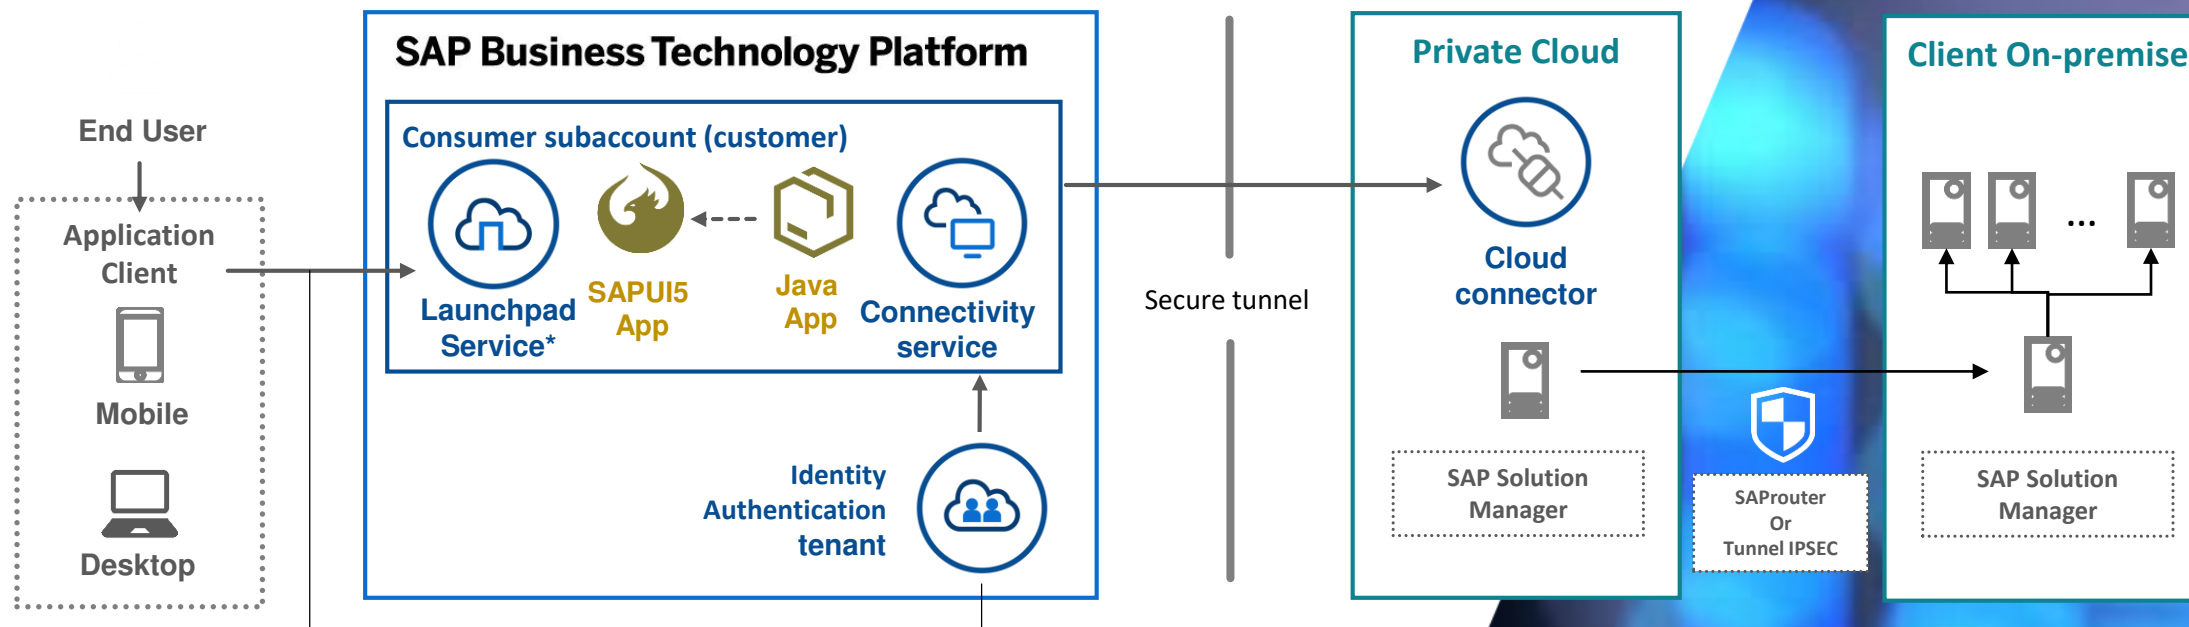 SAP Business Technology Platform
Private Cloud
Client On-premise
End User
Consumer subaccount (customer)
Application
Client
Mobile
Desktop
Launchpad
Service*
SAPUI5
App
Java
App
Connectivity
service
Identity
Authentication
tenant
Secure tunnel
Cloud
connector
SAP Solution
Manager
SAProuter
Or
Tunnel IPSEC
...
SAP Solution
Manager